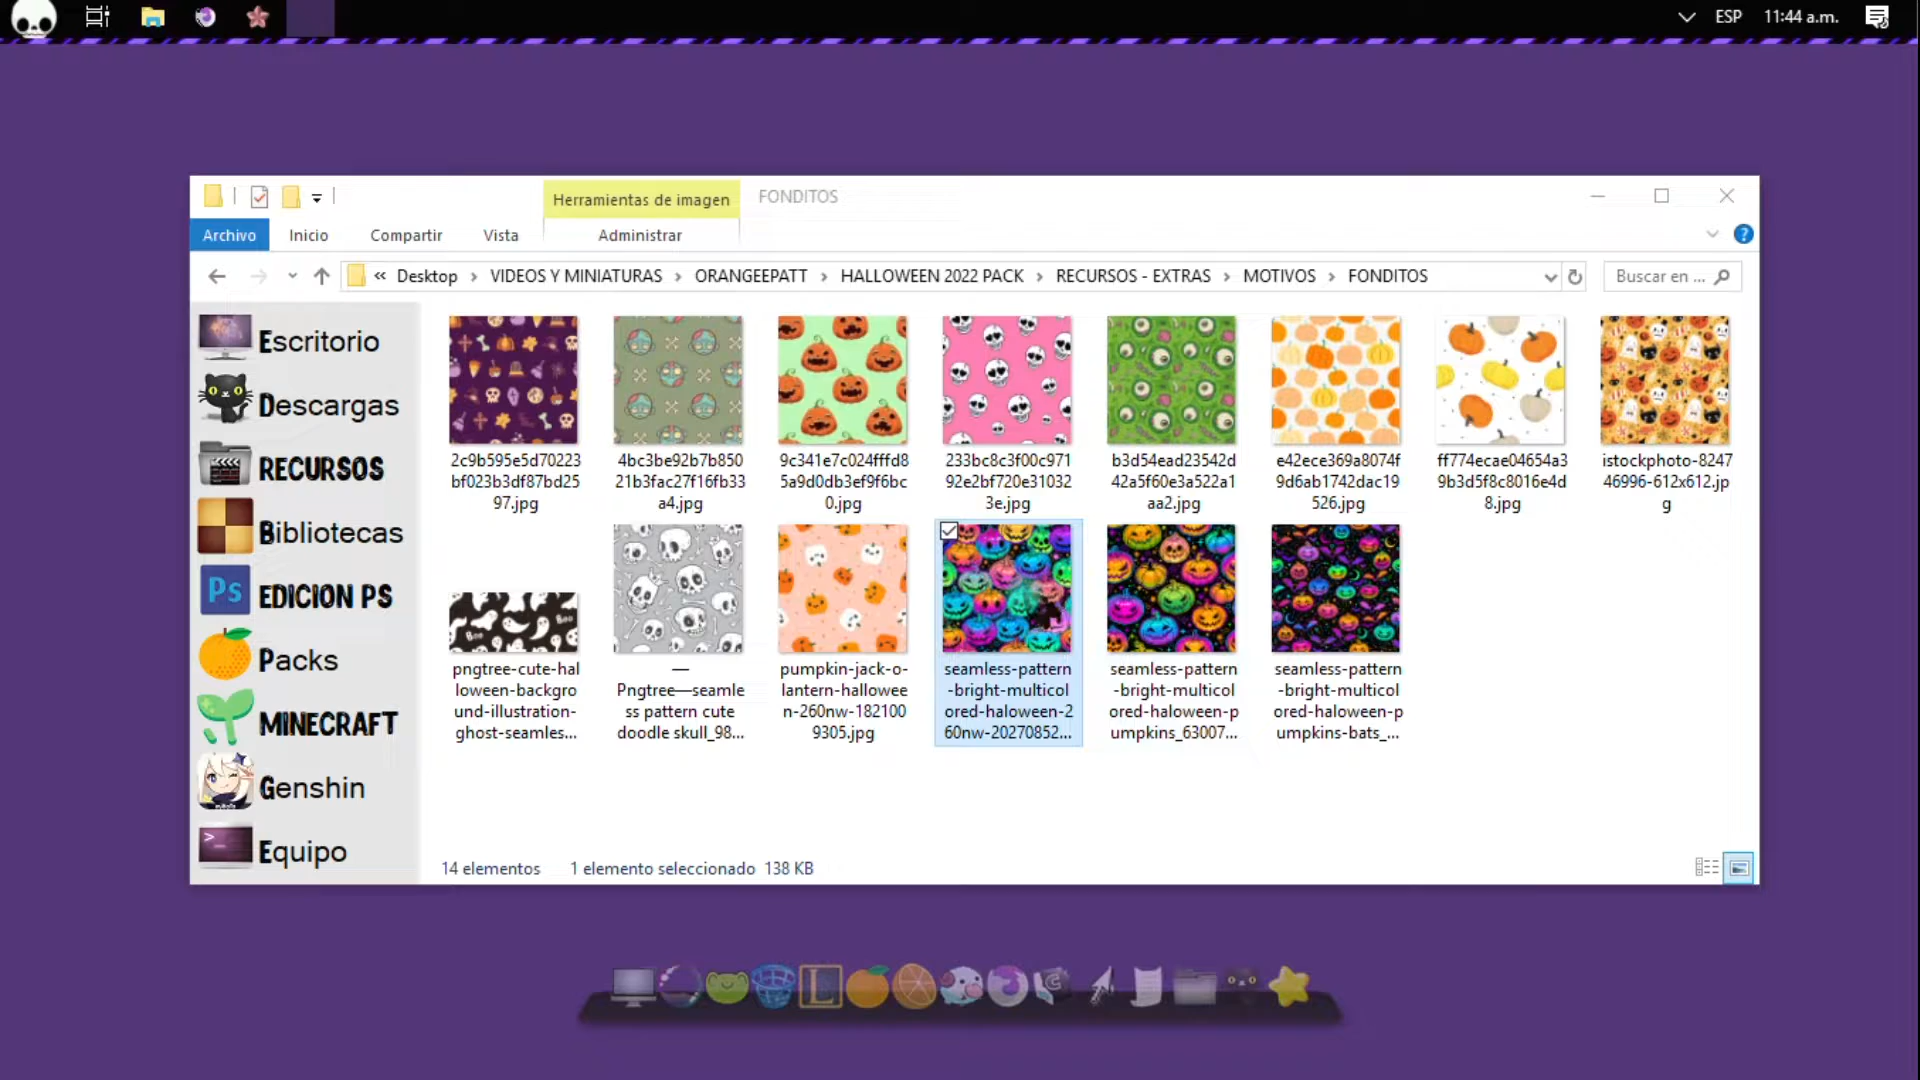 ESP 11:44 a.m.
Herramientas de imagen FONDITOS
Archivo Inicio Compartir Vista Administrar
« Desktop › VIDEOS Y MINIATURAS › ORANGEEPATT › HALLOWEEN 2022 PACK › RECURSOS - EXTRAS › MOTIVOS › FONDITOS
Buscar en ...
Escritorio
Descargas
RECURSOS
Bibliotecas
Ps EDICION PS
Packs
MINECRAFT
Genshin
Equipo
2c9b595e5d70223
bf023b3df87bd25
97.jpg
4bc3be92b7b850
21b3fac27f16fb33
a4.jpg
9c341e7c024fffd8
5a9d0db3ef9f6bc
0.jpg
233bc8c3f00c971
92e2bf720e31032
3e.jpg
b3d54ead23542d
42a5f60e3a522a1
aa2.jpg
e42ece369a8074f
9d6ab1742dac19
526.jpg
ff774ecae04654a3
9b3d5f8c8016e4d
8.jpg
istockphoto-8247
46996-612x612.jp
g
Boo
Boo
pngtree-cute-hal
loween-backgro
und-illustration-
ghost-seamles...
—
Pngtree—seamle
ss pattern cute
doodle skull_98...
pumpkin-jack-o-
lantern-hallowee
n-260nw-182100
9305.jpg
seamless-pattern
-bright-multicol
ored-haloween-2
60nw-20270852...
seamless-pattern
-bright-multicol
ored-haloween-p
umpkins_63007...
seamless-pattern
-bright-multicol
ored-haloween-p
umpkins-bats_...
14 elementos 1 elemento seleccionado 138 KB
L
C